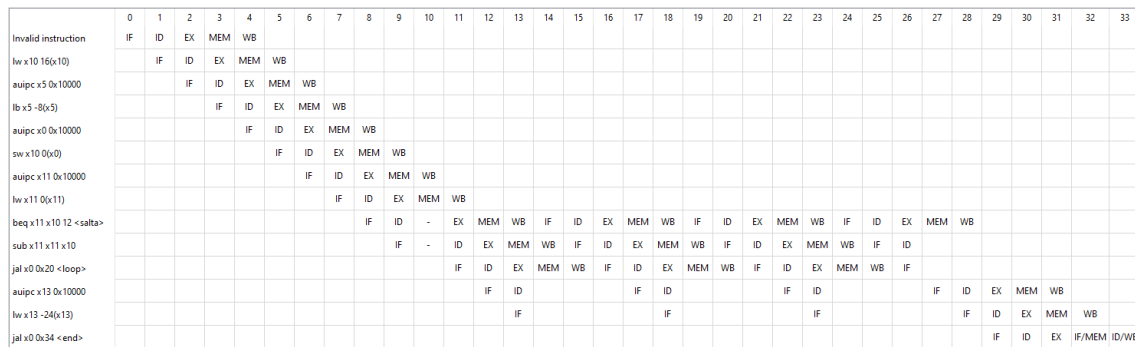 0 1 2 3 4 5 6 7 8 9 10 11 12 13 14 15 16 17 18 19 20 21 22 23 24 25 26 27 28 29 30 31 32 33
Invalid instruction IF ID EX MEM WB
lw x10 16(x10) IF ID EX MEM WB
auipc x5 0x10000 IF ID EX MEM WB
lb x5 -8(x5) IF ID EX MEM WB
auipc x0 0x10000 IF ID EX MEM WB
sw x10 0(x0) IF ID EX MEM WB
auipc x11 0x10000 IF ID EX MEM WB
lw x11 0(x11) IF ID EX MEM WB
beq x11 x10 12 <salta> IF ID - EX MEM WB IF ID EX MEM WB IF ID EX MEM WB IF ID EX MEM WB
sub x11 x11 x10 IF - ID EX MEM WB IF ID EX MEM WB IF ID EX MEM WB IF ID
jal x0 0x20 <loop> IF ID EX MEM WB IF ID EX MEM WB IF ID EX MEM WB IF
auipc x13 0x10000 IF ID IF ID IF ID IF ID EX MEM WB
lw x13 -24(x13) IF IF IF IF ID EX MEM WB
jal x0 0x34 <end> IF ID EX IF/MEM ID/WB